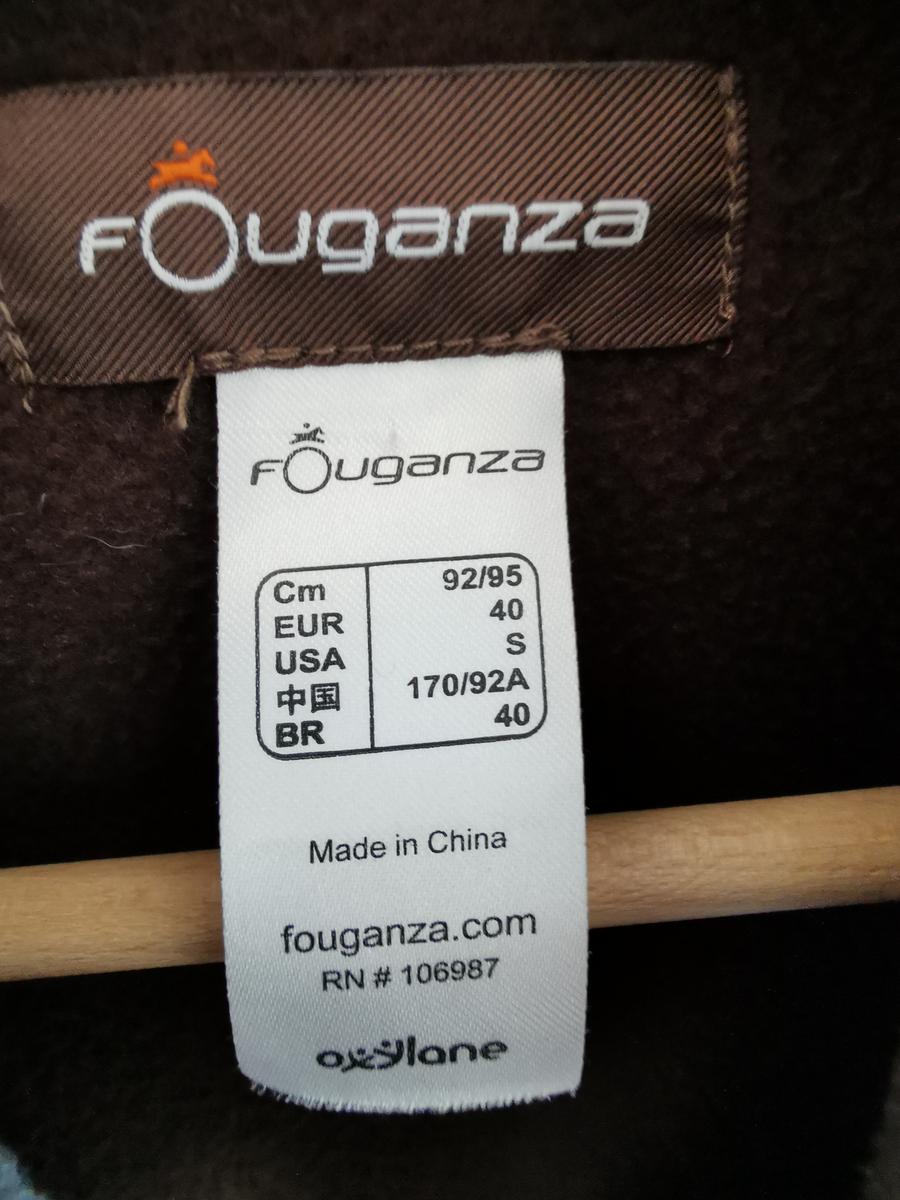 Fouganza
Fouganza
Cm 92/95
EUR 40
USA S
中国 170/92A
BR 40
Made in China
fouganza.com
RN # 106987
oxylane